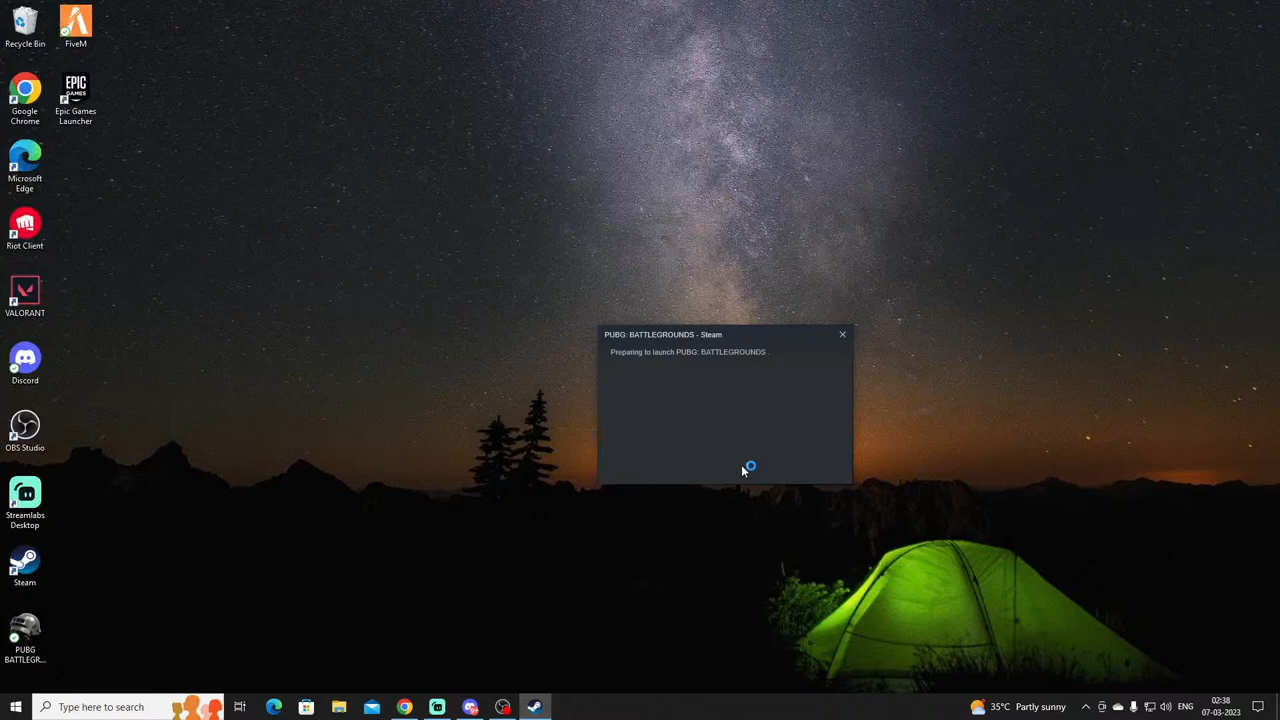 Recycle Bin
FiveM
Google
Chrome
EPIC
GAMES
Epic Games
Launcher
Microsoft
Edge
Riot Client
VALORANT
Discord
OBS Studio
Streamlabs
Desktop
Steam
PUBG
BATTLEGR...
PUBG: BATTLEGROUNDS - Steam
Preparing to launch PUBG: BATTLEGROUNDS .
Type here to search
35°C Partly sunny
ENG
02:38
07-03-2023